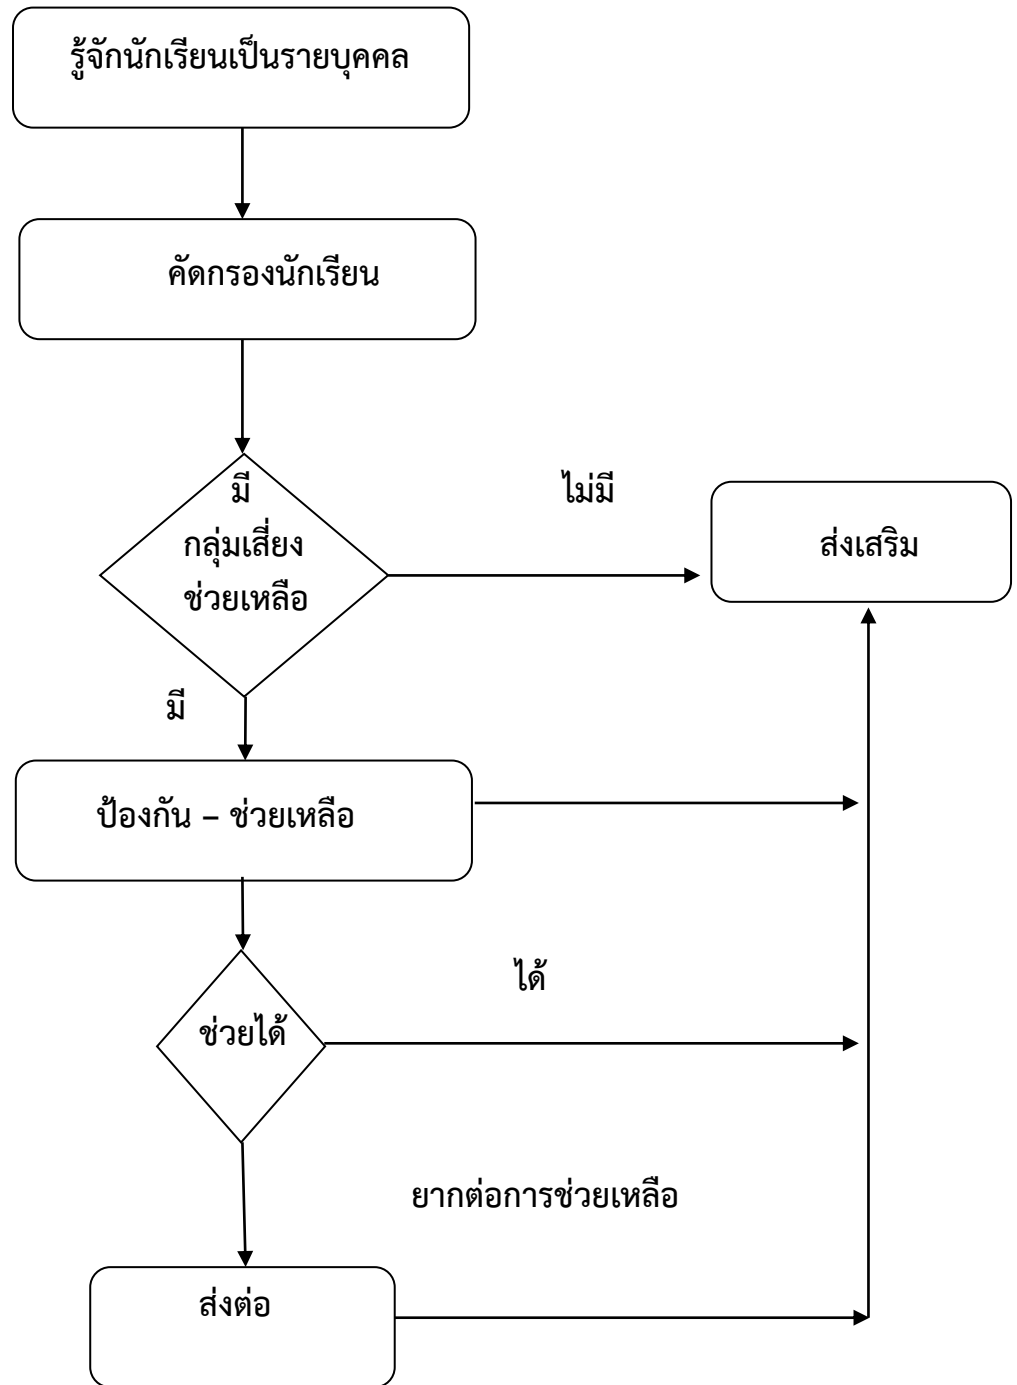 รู้จักนักเรียนเป็นรายบุคคล
คัดกรองนักเรียน
มี
กลุ่มเสี่ยง
ช่วยเหลือ
ไม่มี
ส่งเสริม
มี
ป้องกัน – ช่วยเหลือ
ได้
ช่วยได้
ยากต่อการช่วยเหลือ
ส่งต่อ